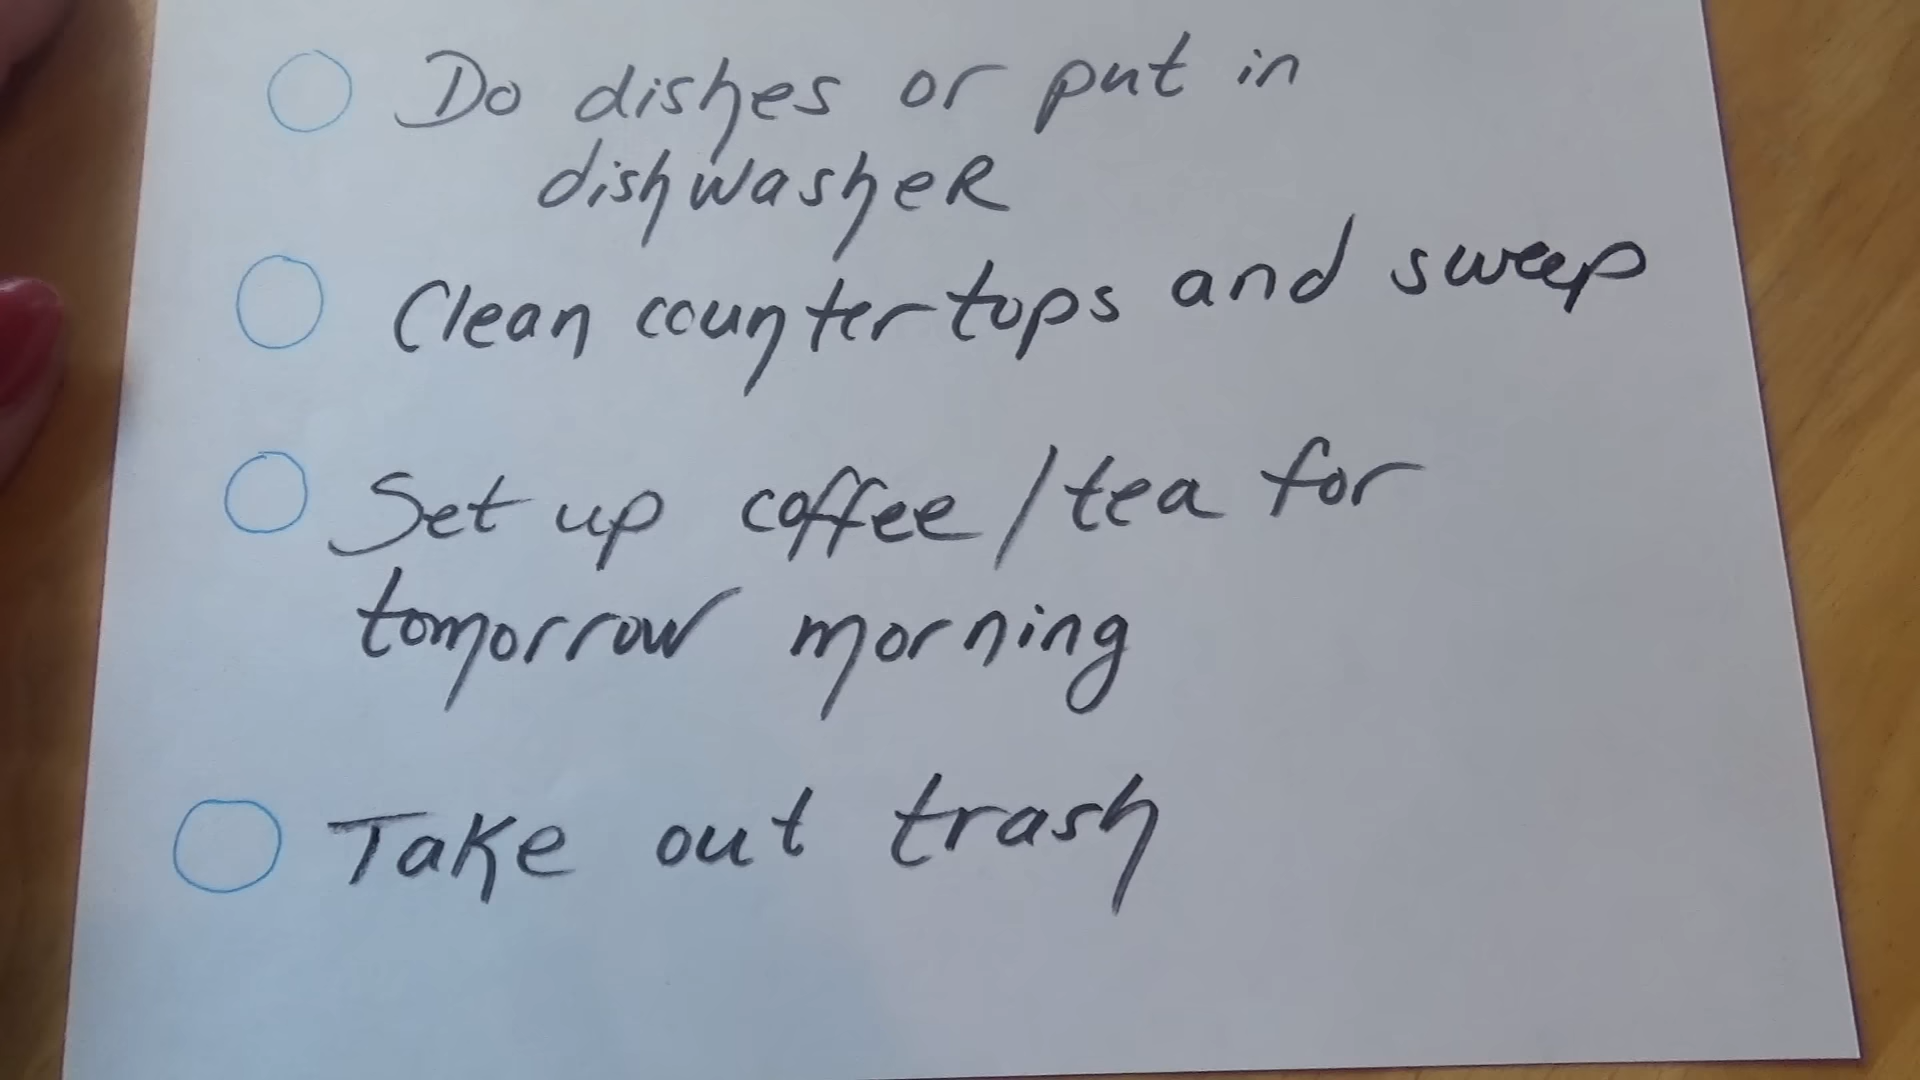 Do dishes or put in
dishwasheR
Clean countertops and sweep
Set up coffee/tea for
tomorrow morning
Take out trash